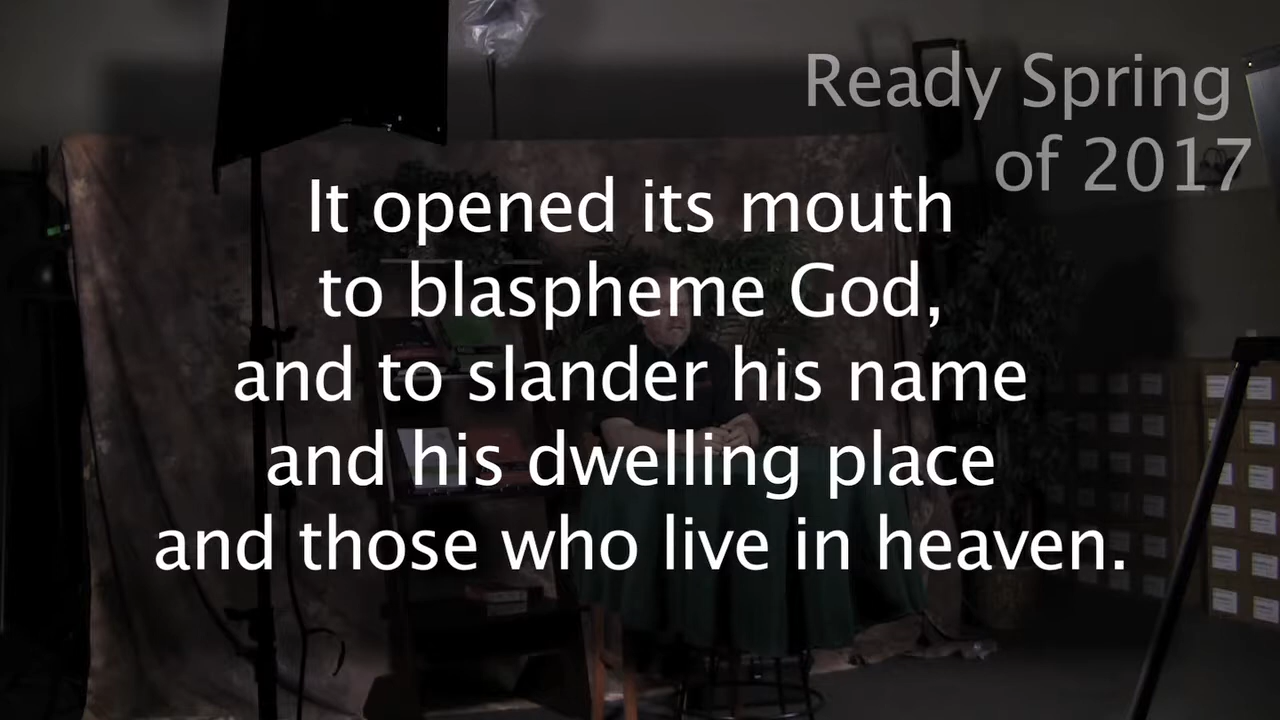 Ready Spring
of 2017
It opened its mouth
to blaspheme God,
and to slander his name
and his dwelling place
and those who live in heaven.